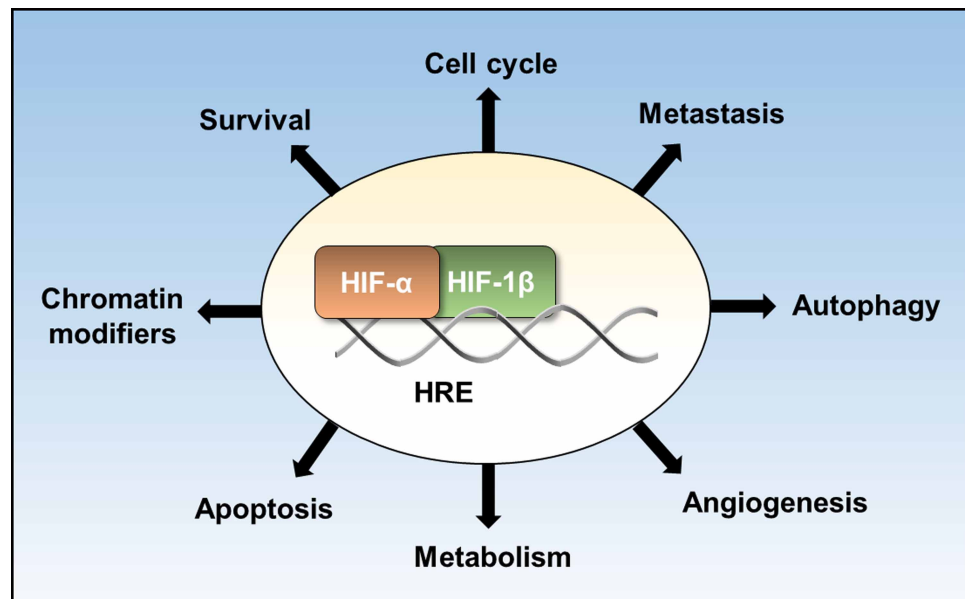 Cell cycle
Metastasis
Survival
HIF-α
HIF-1β
Chromatin
modifiers
Autophagy
HRE
Apoptosis
Angiogenesis
Metabolism